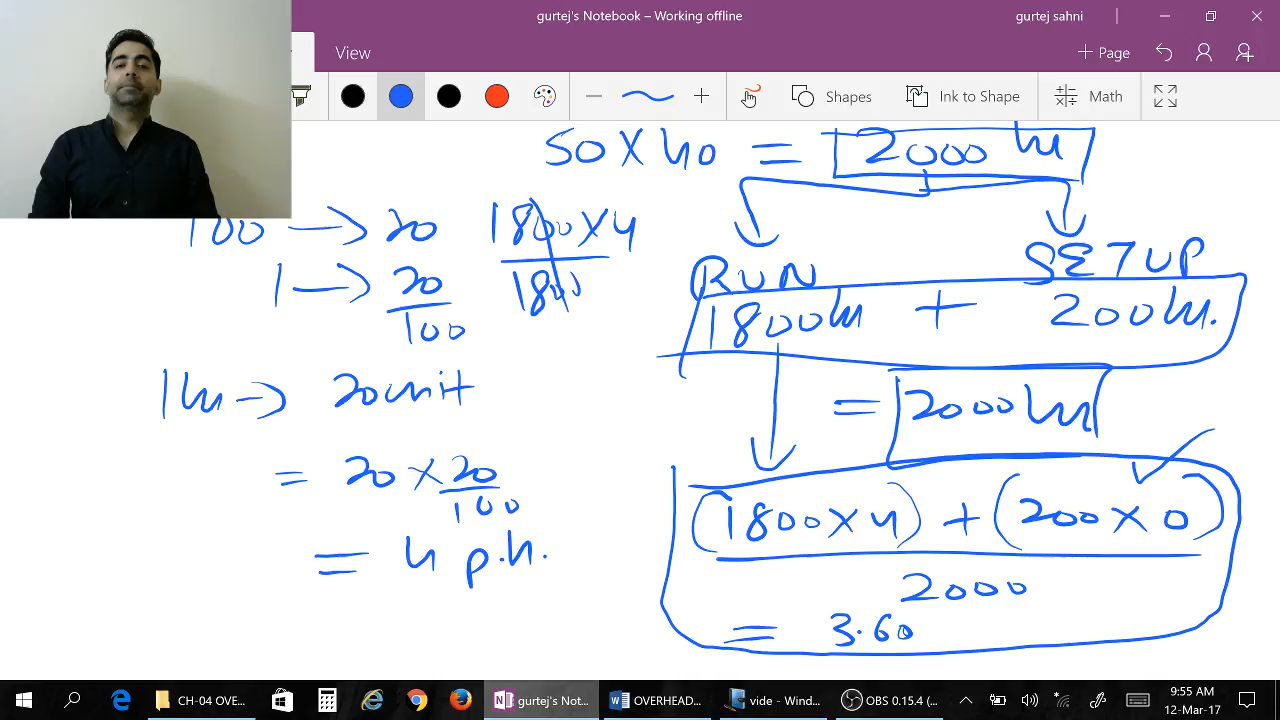 gurtej's Notebook – Working offline
gurtej sahni
View
Page
Shapes
Ink to Shape
Math
50 X 40 = 2000 hr
100 → 20
1800 X 4
1800
1 → 20
100
RUN
SETUP
1800 hr + 200 hr.
1 hr → 20 unit
= 2000 hr
= 20 X 20
100
(1800 X 4) + (200 X 0)
2000
= 4 p.h.
= 3.60
CH-04 OVE...
gurtej's Not...
OVERHEAD...
vide - Wind...
OBS 0.15.4 (...
9:55 AM
12-Mar-17